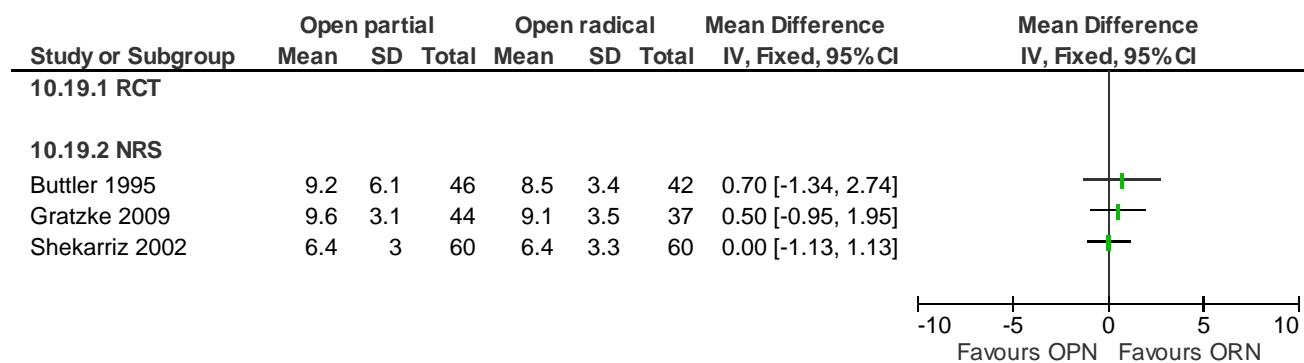 Open partial Open radical Mean Difference Mean Difference
Study or Subgroup Mean SD Total Mean SD Total IV, Fixed, 95% CI IV, Fixed, 95% CI
10.19.1 RCT
10.19.2 NRS
Buttler 1995 9.2 6.1 46 8.5 3.4 42 0.70 [-1.34, 2.74]
Gratzke 2009 9.6 3.1 44 9.1 3.5 37 0.50 [-0.95, 1.95]
Shekarriz 2002 6.4 3 60 6.4 3.3 60 0.00 [-1.13, 1.13]
-10 -5 0 5 10
Favours OPN Favours ORN